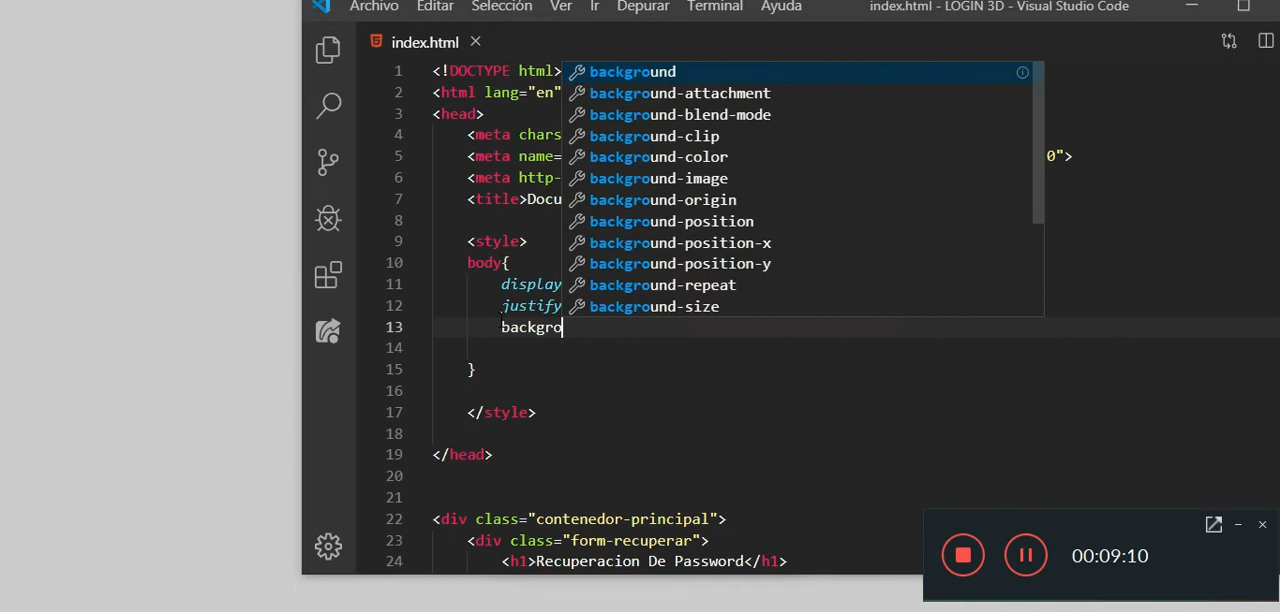 Archivo Editar Selección Ver Ir Depurar Terminal Ayuda index.html - LOGIN 3D - Visual Studio Code
index.html
1 <!DOCTYPE html>
background
2 <html lang="en"
background-attachment
3 <head>
background-blend-mode
4 <meta chars
background-clip
5 <meta name=
background-color
0">
6 <meta http-
background-image
7 <title>Docu
background-origin
8
background-position
9 <style>
background-position-x
10 body{
background-position-y
11 display
background-repeat
12 justify
background-size
13 backgro
14
15 }
16
17 </style>
18
19 </head>
20
21
22 <div class="contenedor-principal">
23 <div class="form-recuperar">
24 <h1>Recuperacion De Password</h1>
00:09:10